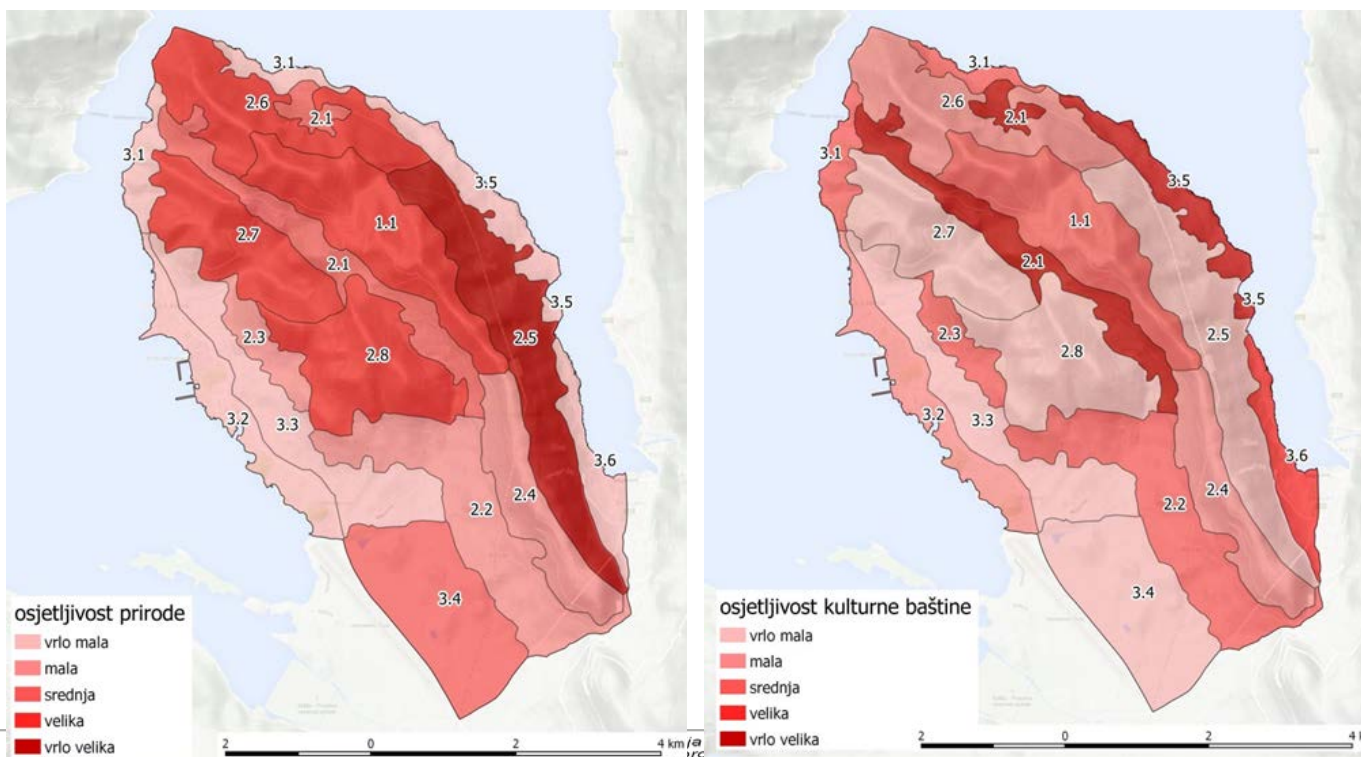 3.1
2.6
2.1
3.1
3.5
1.1
2.7
2.1
3.5
2.5
2.3
2.8
3.2
3.3
3.6
2.4
2.2
3.4
osjetljivost prirode
vrlo mala
mala
srednja
velika
vrlo velika
2 0 2 4 km
3.1
2.6
2.1
3.1
3.5
1.1
2.7
2.1
3.5
2.5
2.3
2.8
3.2
3.3
3.6
2.4
2.2
3.4
osjetljivost kulturne baštine
vrlo mala
mala
srednja
velika
vrlo velika
2 0 2 4